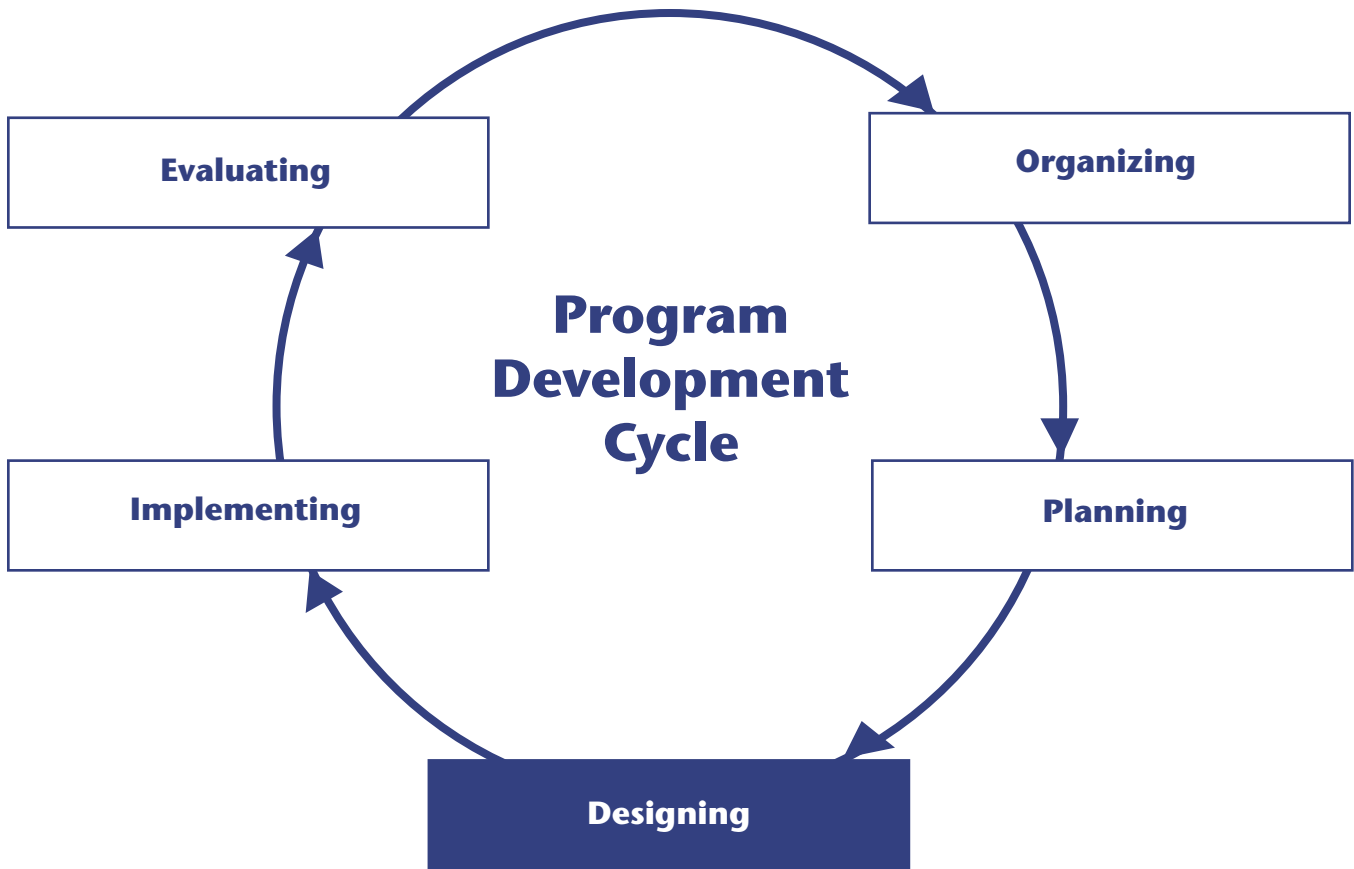 Evaluating
Organizing
Program
Development
Cycle
Implementing
Planning
Designing